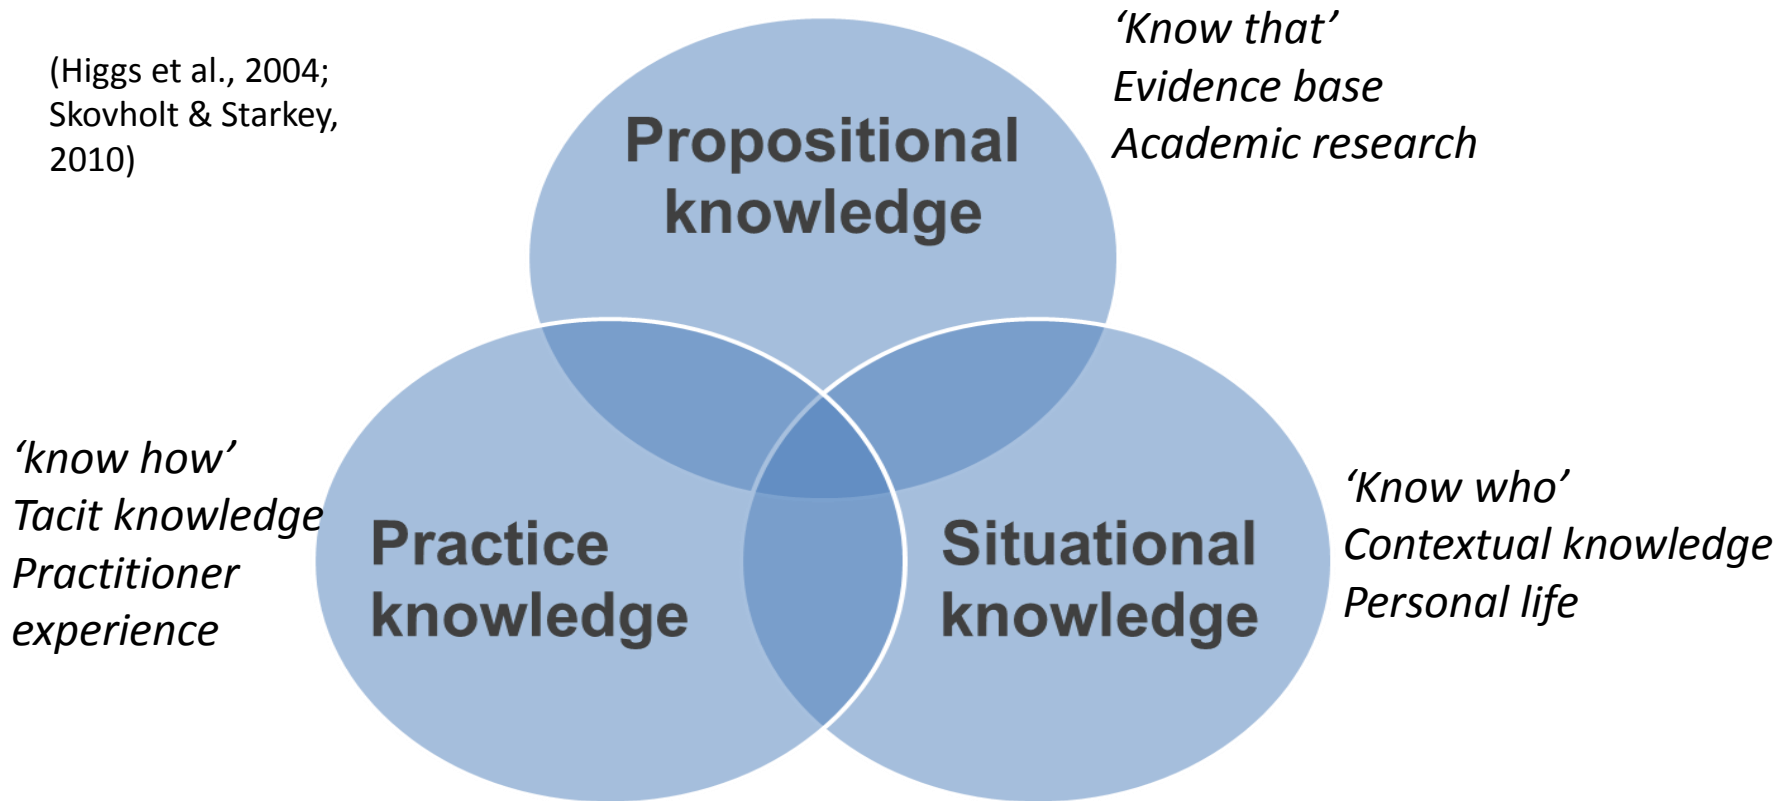 (Higgs et al., 2004;
Skovholt & Starkey,
2010)
‘Know that’
Evidence base
Academic research
Propositional
knowledge
‘know how’
Tacit knowledge
Practitioner
experience
Practice
knowledge
Situational
knowledge
‘Know who’
Contextual knowledge
Personal life